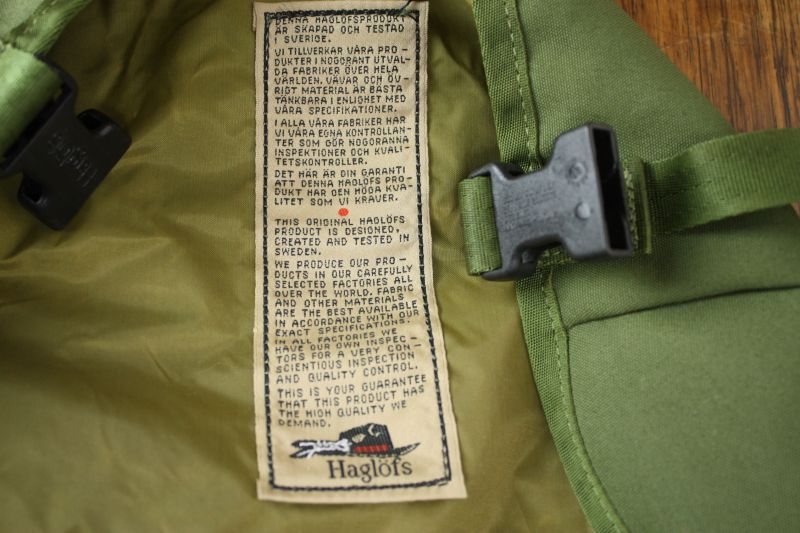 DENNA HAGLÖFSPRODUKT
ÄR SKAPAD OCH TESTAD
I SVERIGE.
VI TILLVERKAR VÅRA PRO-
DUKTER I NOGGRANT UTVAL-
DA FABRIKER ÖVER HELA
VÄRLDEN. VÄVAR OCH ÖV-
RIGT MATERIAL ÄR BÄSTA
TÄNKBARA I ENLIGHET MED
VÅRA SPECIFIKATIONER.
I ALLA VÅRA FABRIKER HAR
VI VÅRA EGNA KONTROLLAN-
TER SOM GÖR NOGGRANNA
INSPEKTIONER OCH KVALI-
TETSKONTROLLER.
DET HÄR ÄR DIN GARANTI
ATT DENNA HAGLÖFS PRO-
DUKT HAR DEN HÖGA KVA-
LITET SOM VI KRÄVER.
THIS ORIGINAL HAGLÖFS
PRODUCT IS DESIGNED,
CREATED AND TESTED IN
SWEDEN.
WE PRODUCE OUR PRO-
DUCTS IN OUR CAREFULLY
SELECTED FACTORIES ALL
OVER THE WORLD. FABRIC
AND OTHER MATERIALS
ARE THE BEST AVAILABLE
IN ACCORDANCE WITH OUR
EXACT SPECIFICATIONS.
IN ALL FACTORIES WE
HAVE OUR OWN INSPEC-
TORS FOR A VERY CON-
SCIENTIOUS INSPECTION
AND QUALITY CONTROL.
THIS IS YOUR GUARANTEE
THAT THIS PRODUCT HAS
THE HIGH QUALITY WE
DEMAND.
Haglöfs
Haglöfs